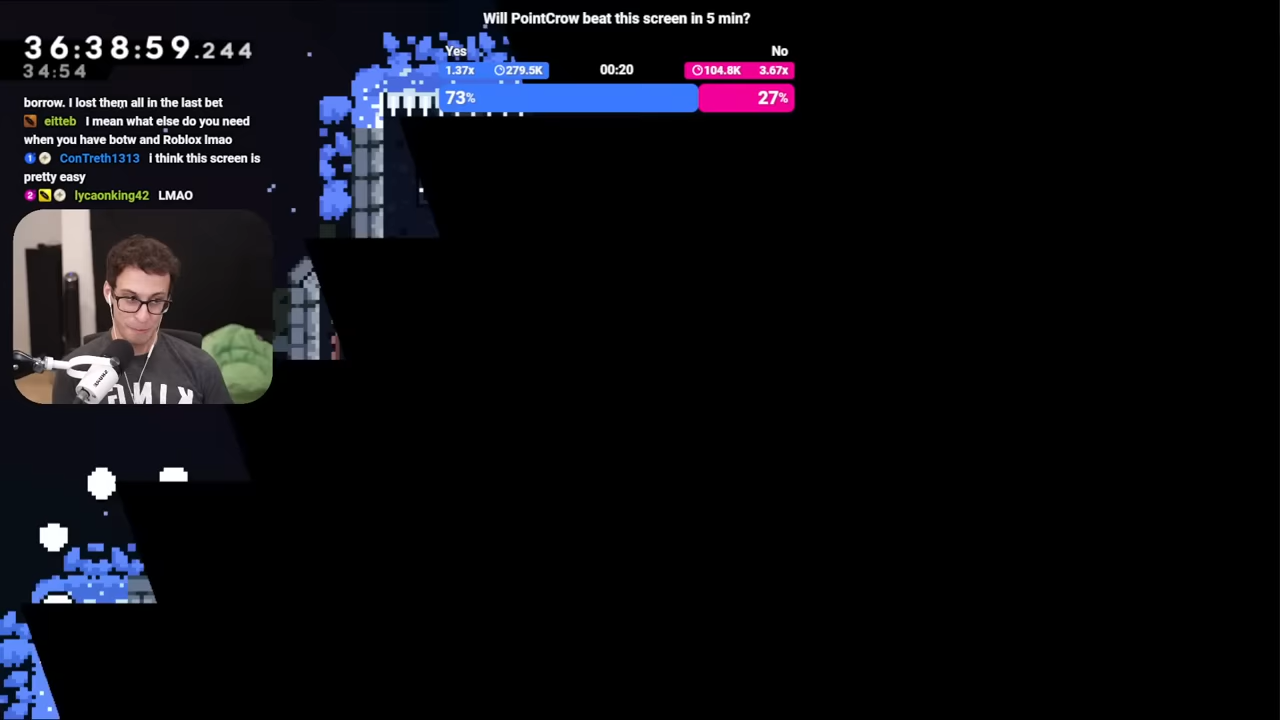 Will PointCrow beat this screen in 5 min?
36:38:59.244
34:54
Yes
No
1.37x 279.5K
00:20
104.8K 3.67x
73%
27%
borrow. I lost them all in the last bet
eitteb I mean what else do you need
when you have botw and Roblox lmao
1 ConTreth1313 i think this screen is
pretty easy
2 lycaonking42 LMAO
KING